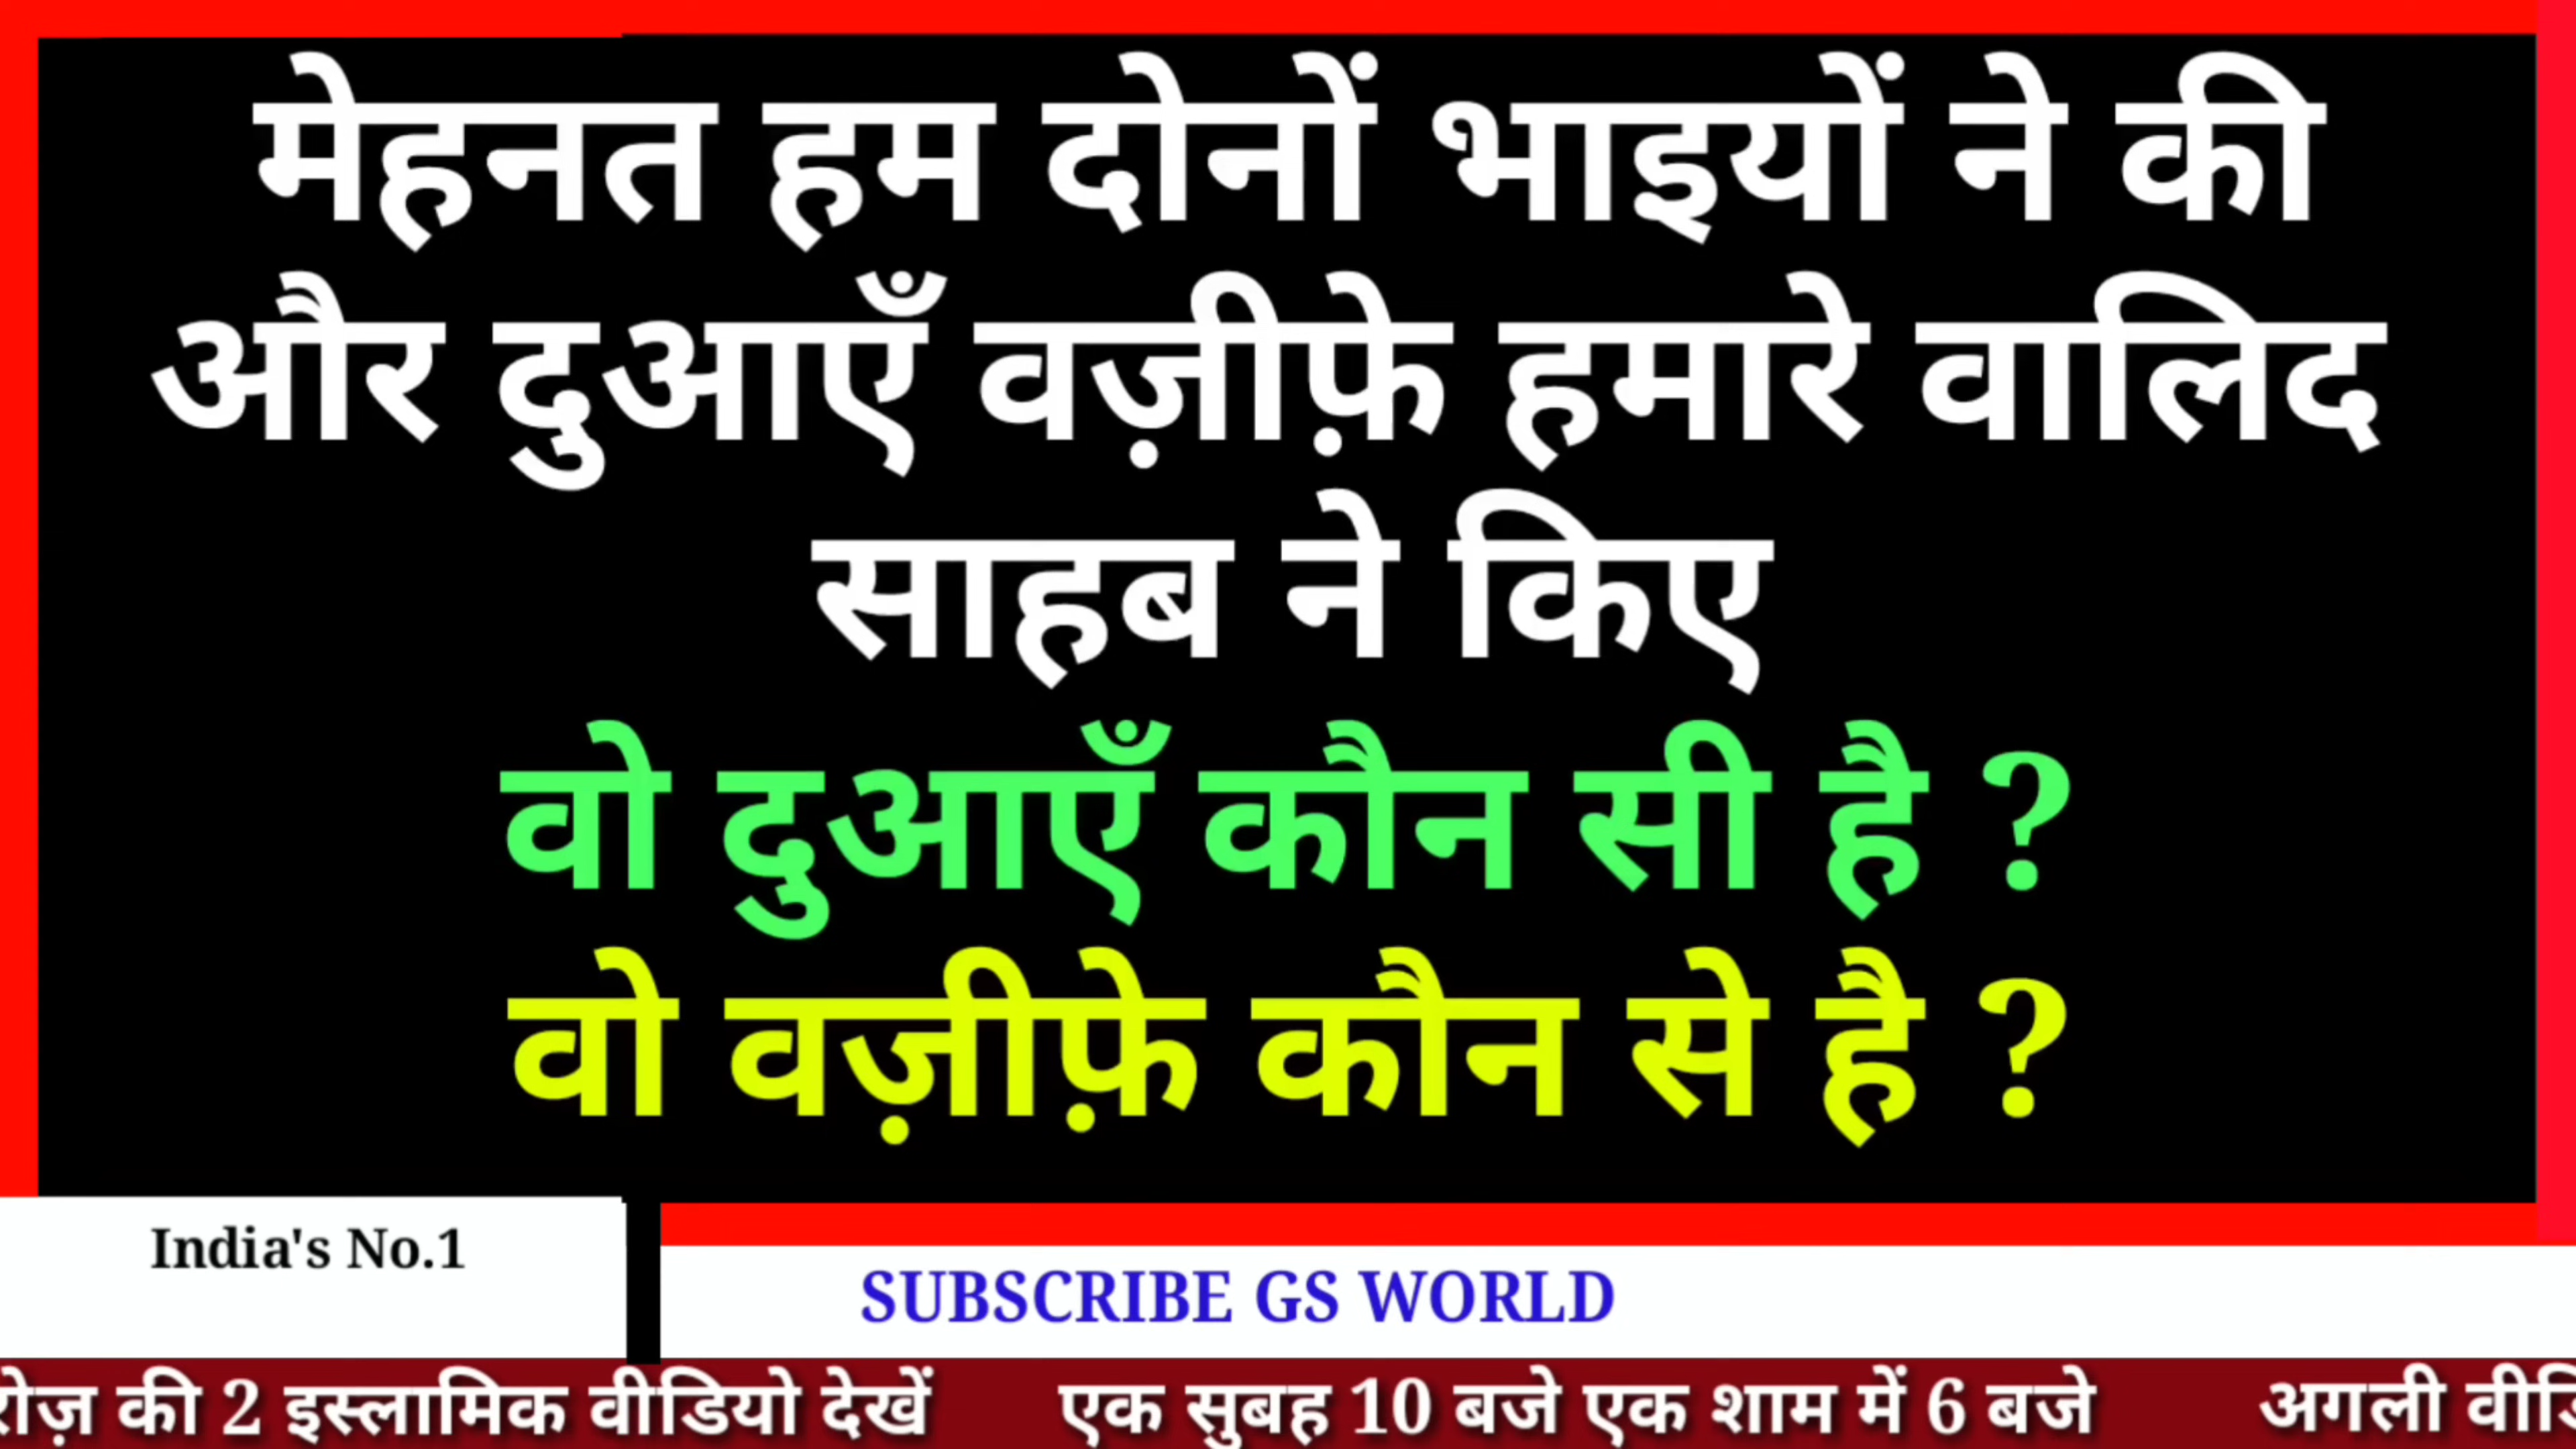 मेहनत हम दोनों भाइयों ने की
और दुआएँ वज़ीफ़े हमारे वालिद
साहब ने किए
वो दुआएँ कौन सी है ?
वो वज़ीफ़े कौन से है ?
India's No.1
SUBSCRIBE GS WORLD
रोज़ की 2 इस्लामिक वीडियो देखें एक सुबह 10 बजे एक शाम में 6 बजे अगली